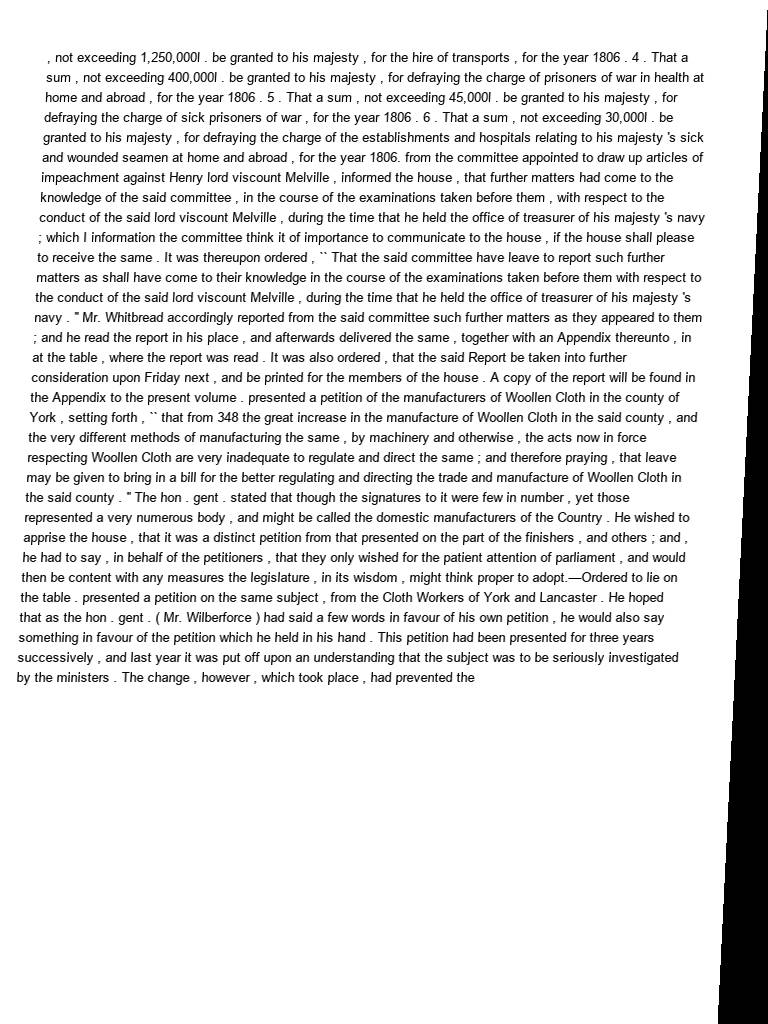 , not exceeding 1,250,000l . be granted to his majesty , for the hire of transports , for the year 1806 . 4 . That a
sum , not exceeding 400,000l . be granted to his majesty , for defraying the charge of prisoners of war in health at
home and abroad , for the year 1806 . 5 . That a sum , not exceeding 45,000l . be granted to his majesty , for
defraying the charge of sick prisoners of war , for the year 1806 . 6 . That a sum , not exceeding 30,000l . be
granted to his majesty , for defraying the charge of the establishments and hospitals relating to his majesty 's sick
and wounded seamen at home and abroad , for the year 1806. from the committee appointed to draw up articles of
impeachment against Henry lord viscount Melville , informed the house , that further matters had come to the
knowledge of the said committee , in the course of the examinations taken before them , with respect to the
conduct of the said lord viscount Melville , during the time that he held the office of treasurer of his majesty 's navy
; which I information the committee think it of importance to communicate to the house , if the house shall please
to receive the same . It was thereupon ordered , `` That the said committee have leave to report such further
matters as shall have come to their knowledge in the course of the examinations taken before them with respect to
the conduct of the said lord viscount Melville , during the time that he held the office of treasurer of his majesty 's
navy . '' Mr. Whitbread accordingly reported from the said committee such further matters as they appeared to them
; and he read the report in his place , and afterwards delivered the same , together with an Appendix thereunto , in
at the table , where the report was read . It was also ordered , that the said Report be taken into further
consideration upon Friday next , and be printed for the members of the house . A copy of the report will be found in
the Appendix to the present volume . presented a petition of the manufacturers of Woollen Cloth in the county of
York , setting forth , `` that from 348 the great increase in the manufacture of Woollen Cloth in the said county , and
the very different methods of manufacturing the same , by machinery and otherwise , the acts now in force
respecting Woollen Cloth are very inadequate to regulate and direct the same ; and therefore praying , that leave
may be given to bring in a bill for the better regulating and directing the trade and manufacture of Woollen Cloth in
the said county . '' The hon . gent . stated that though the signatures to it were few in number , yet those
represented a very numerous body , and might be called the domestic manufacturers of the Country . He wished to
apprise the house , that it was a distinct petition from that presented on the part of the finishers , and others ; and ,
he had to say , in behalf of the petitioners , that they only wished for the patient attention of parliament , and would
then be content with any measures the legislature , in its wisdom , might think proper to adopt.—Ordered to lie on
the table . presented a petition on the same subject , from the Cloth Workers of York and Lancaster . He hoped
that as the hon . gent . ( Mr. Wilberforce ) had said a few words in favour of his own petition , he would also say
something in favour of the petition which he held in his hand . This petition had been presented for three years
successively , and last year it was put off upon an understanding that the subject was to be seriously investigated
by the ministers . The change , however , which took place , had prevented the